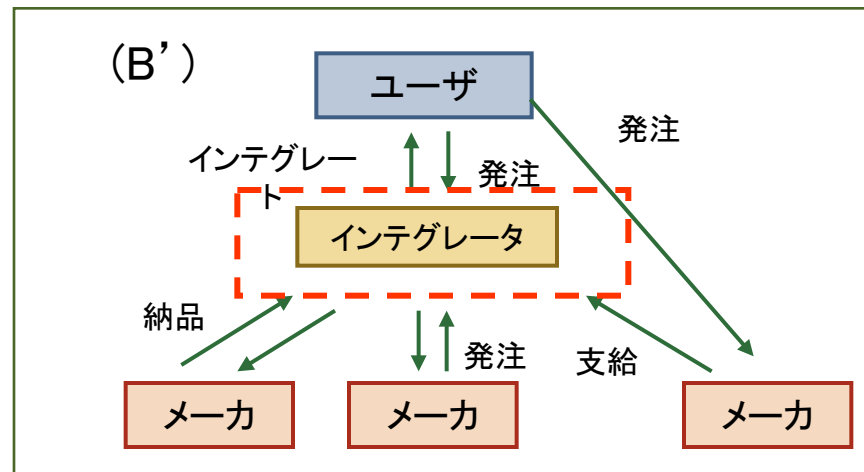 (B’)
ユーザ
発注
インテグレー
ト
発注
インテグレータ
納品
発注
支給
メーカ
メーカ
メーカ